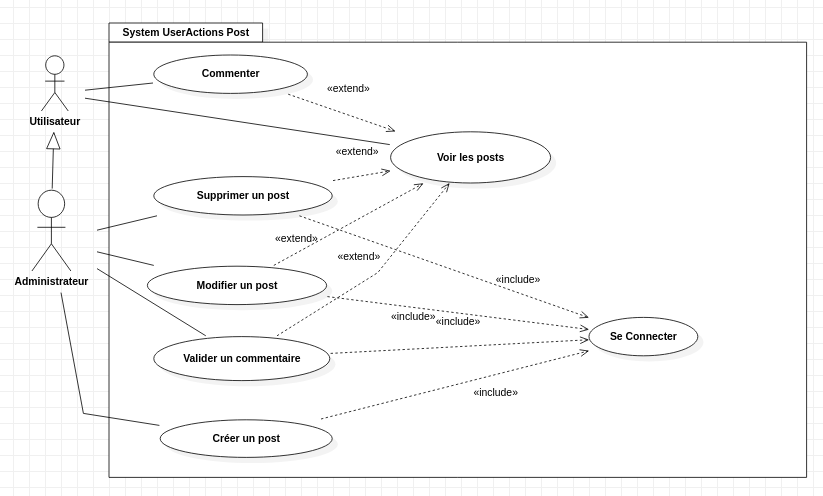 System UserActions Post
Commenter
«extend»
Utilisateur
«extend»
Voir les posts
Supprimer un post
«extend»
«extend»
Administrateur
Modifier un post
«include»
«include»
«include»
Se Connecter
Valider un commentaire
«include»
Créer un post